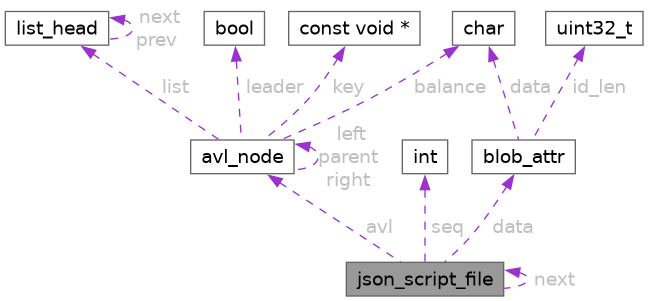 list_head
next
prev
bool
const void *
char
uint32_t
list
leader
key
balance
data
id_len
avl_node
left
parent
right
int
blob_attr
avl
seq
data
json_script_file
next